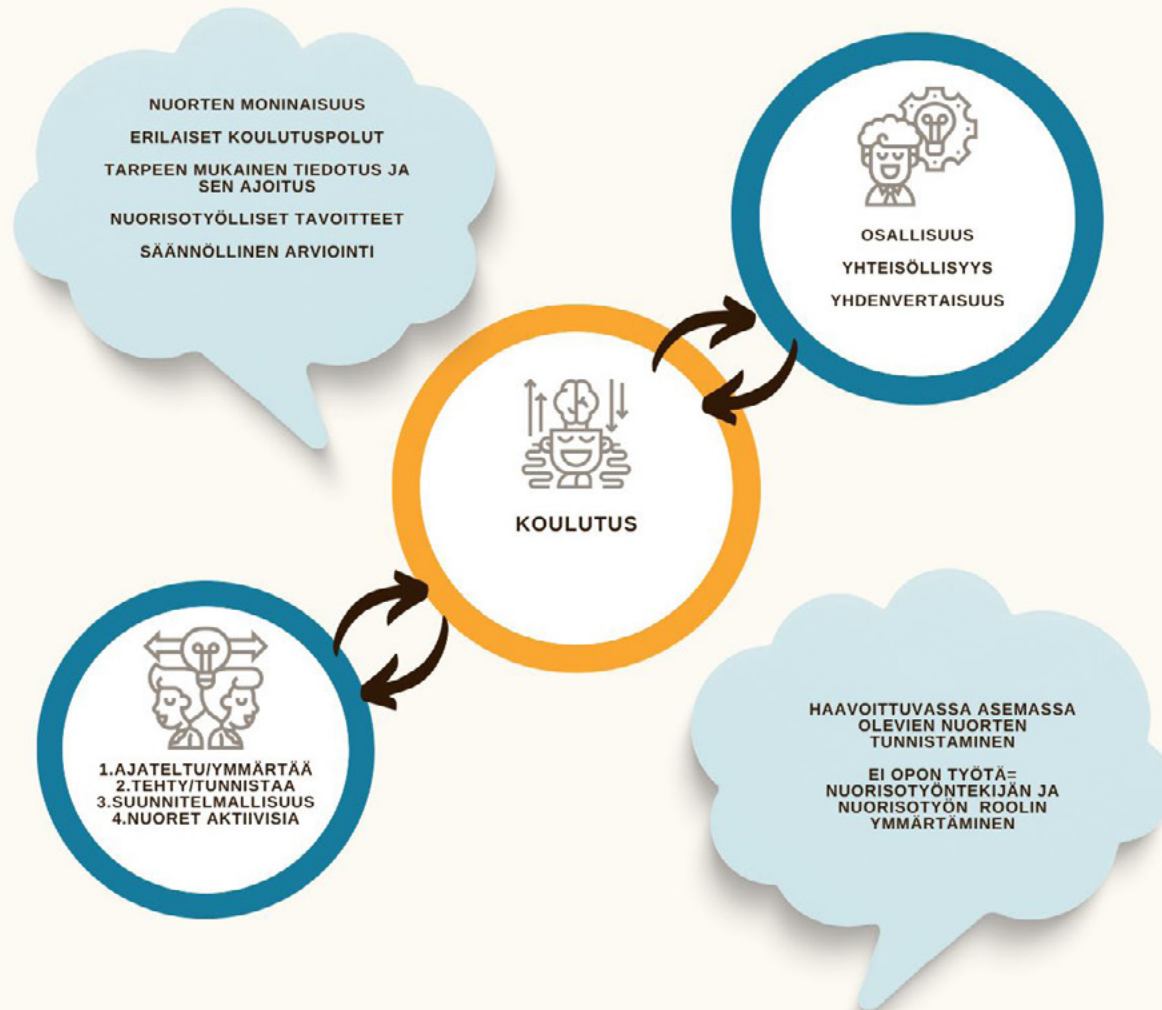 NUORTEN MONINAISUUS
ERILAISET KOULUTUSPOLUT
TARPEEN MUKAINEN TIEDOTUS JA
SEN AJOITUS
NUORISOTYÖLLISET TAVOITTEET
SÄÄNNÖLLINEN ARVIOINTI
OSALLISUUS
YHTEISÖLLISYYS
YHDENVERTAISUUS
KOULUTUS
1.AJATELTU/YMMÄRTÄÄ
2.TEHTY/TUNNISTAA
3.SUUNNITELMALLISUUS
4.NUORET AKTIIVISIA
HAAVOITTUVASSA ASEMASSA
OLEVIEN NUORTEN
TUNNISTAMINEN
EI OPON TYÖTÄ=
NUORISOTYÖNTEKIJÄN JA
NUORISOTYÖN ROOLIN
YMMÄRTÄMINEN